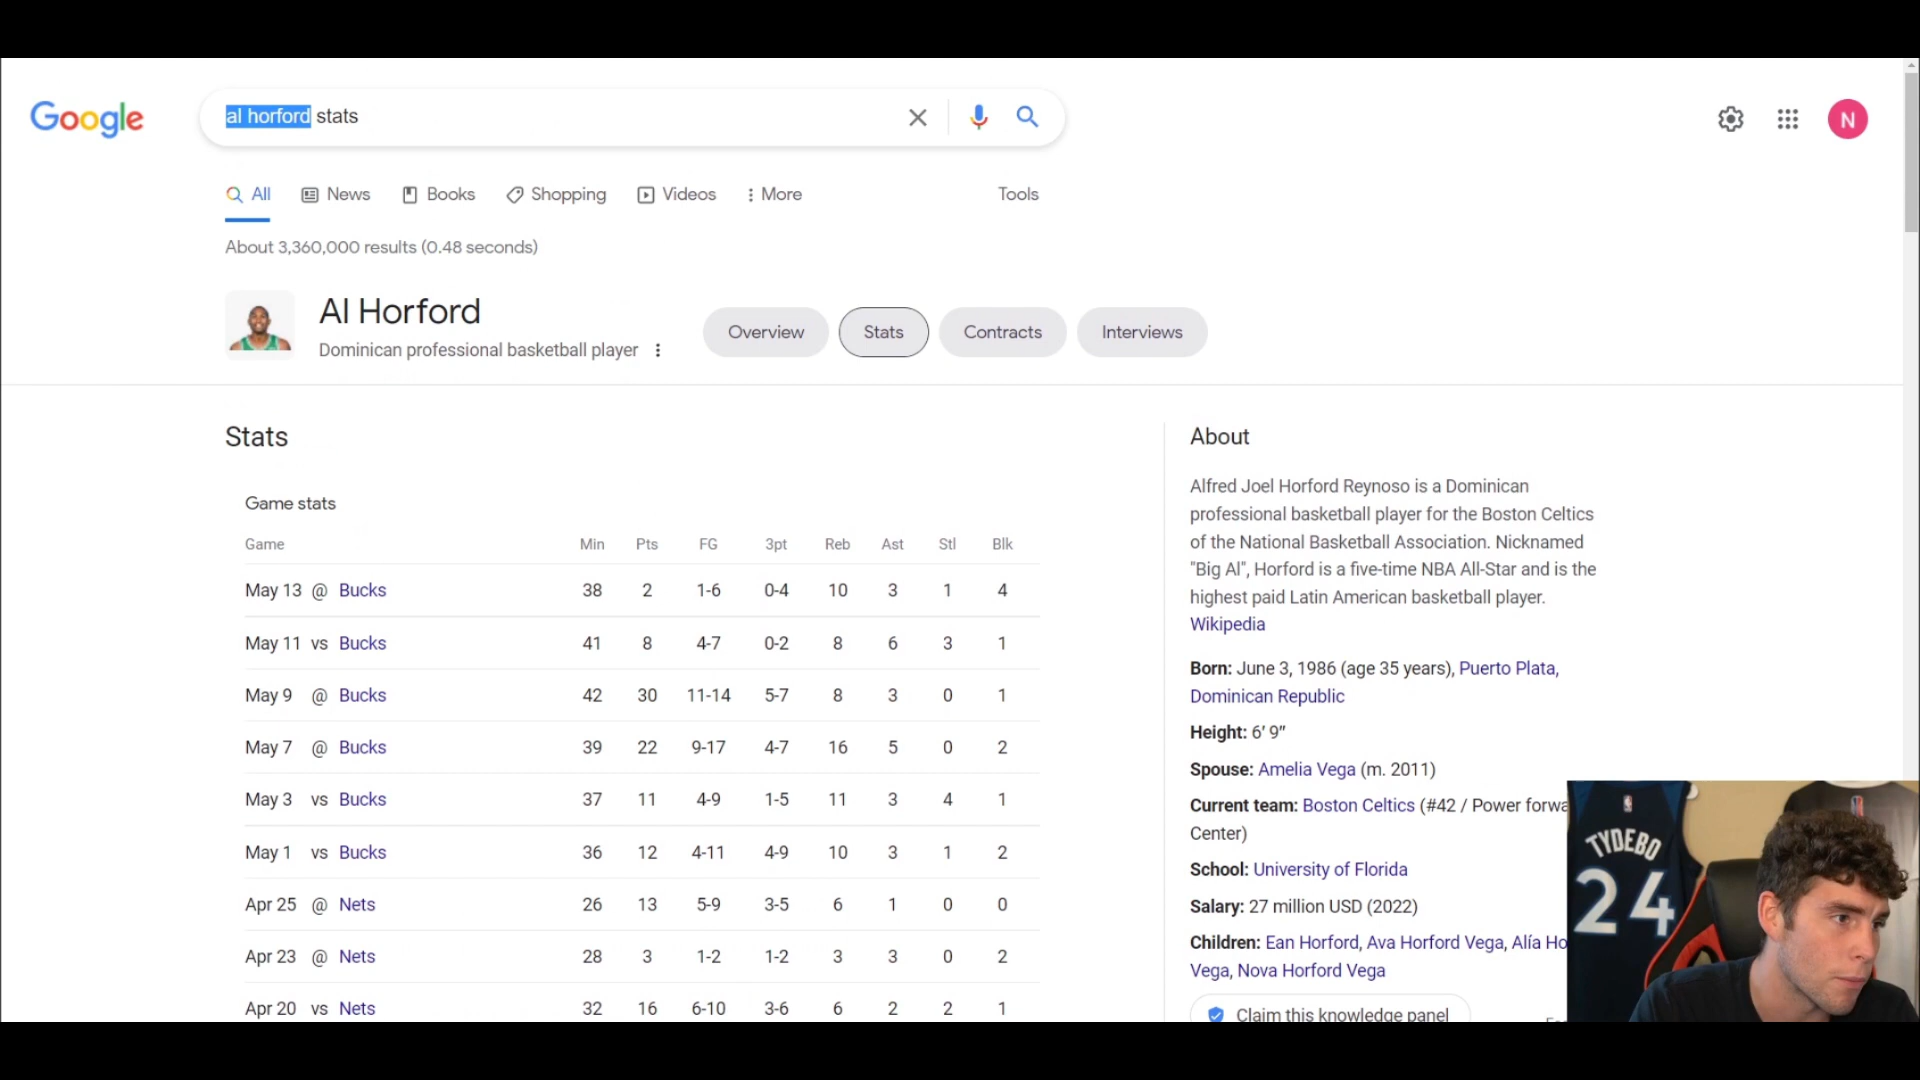 Google
al horford stats
N
All
News
Books
Shopping
Videos
More
Tools
About 3,360,000 results (0.48 seconds)
Al Horford
Dominican professional basketball player
Overview
Stats
Contracts
Interviews
Stats
Game stats
Game Min Pts FG 3pt Reb Ast Stl Blk
May 13 @ Bucks 38 2 1-6 0-4 10 3 1 4
May 11 vs Bucks 41 8 4-7 0-2 8 6 3 1
May 9 @ Bucks 42 30 11-14 5-7 8 3 0 1
May 7 @ Bucks 39 22 9-17 4-7 16 5 0 2
May 3 vs Bucks 37 11 4-9 1-5 11 3 4 1
May 1 vs Bucks 36 12 4-11 4-9 10 3 1 2
Apr 25 @ Nets 26 13 5-9 3-5 6 1 0 0
Apr 23 @ Nets 28 3 1-2 1-2 3 3 0 2
Apr 20 vs Nets 32 16 6-10 3-6 6 2 2 1
About
Alfred Joel Horford Reynoso is a Dominican
professional basketball player for the Boston Celtics
of the National Basketball Association. Nicknamed
"Big Al", Horford is a five-time NBA All-Star and is the
highest paid Latin American basketball player.
Wikipedia
Born: June 3, 1986 (age 35 years), Puerto Plata,
Dominican Republic
Height: 6′ 9″
Spouse: Amelia Vega (m. 2011)
Current team: Boston Celtics (#42 / Power forwa
Center)
School: University of Florida
Salary: 27 million USD (2022)
Children: Ean Horford, Ava Horford Vega, Alía Ho
Vega, Nova Horford Vega
Claim this knowledge panel
TYDEBO
24